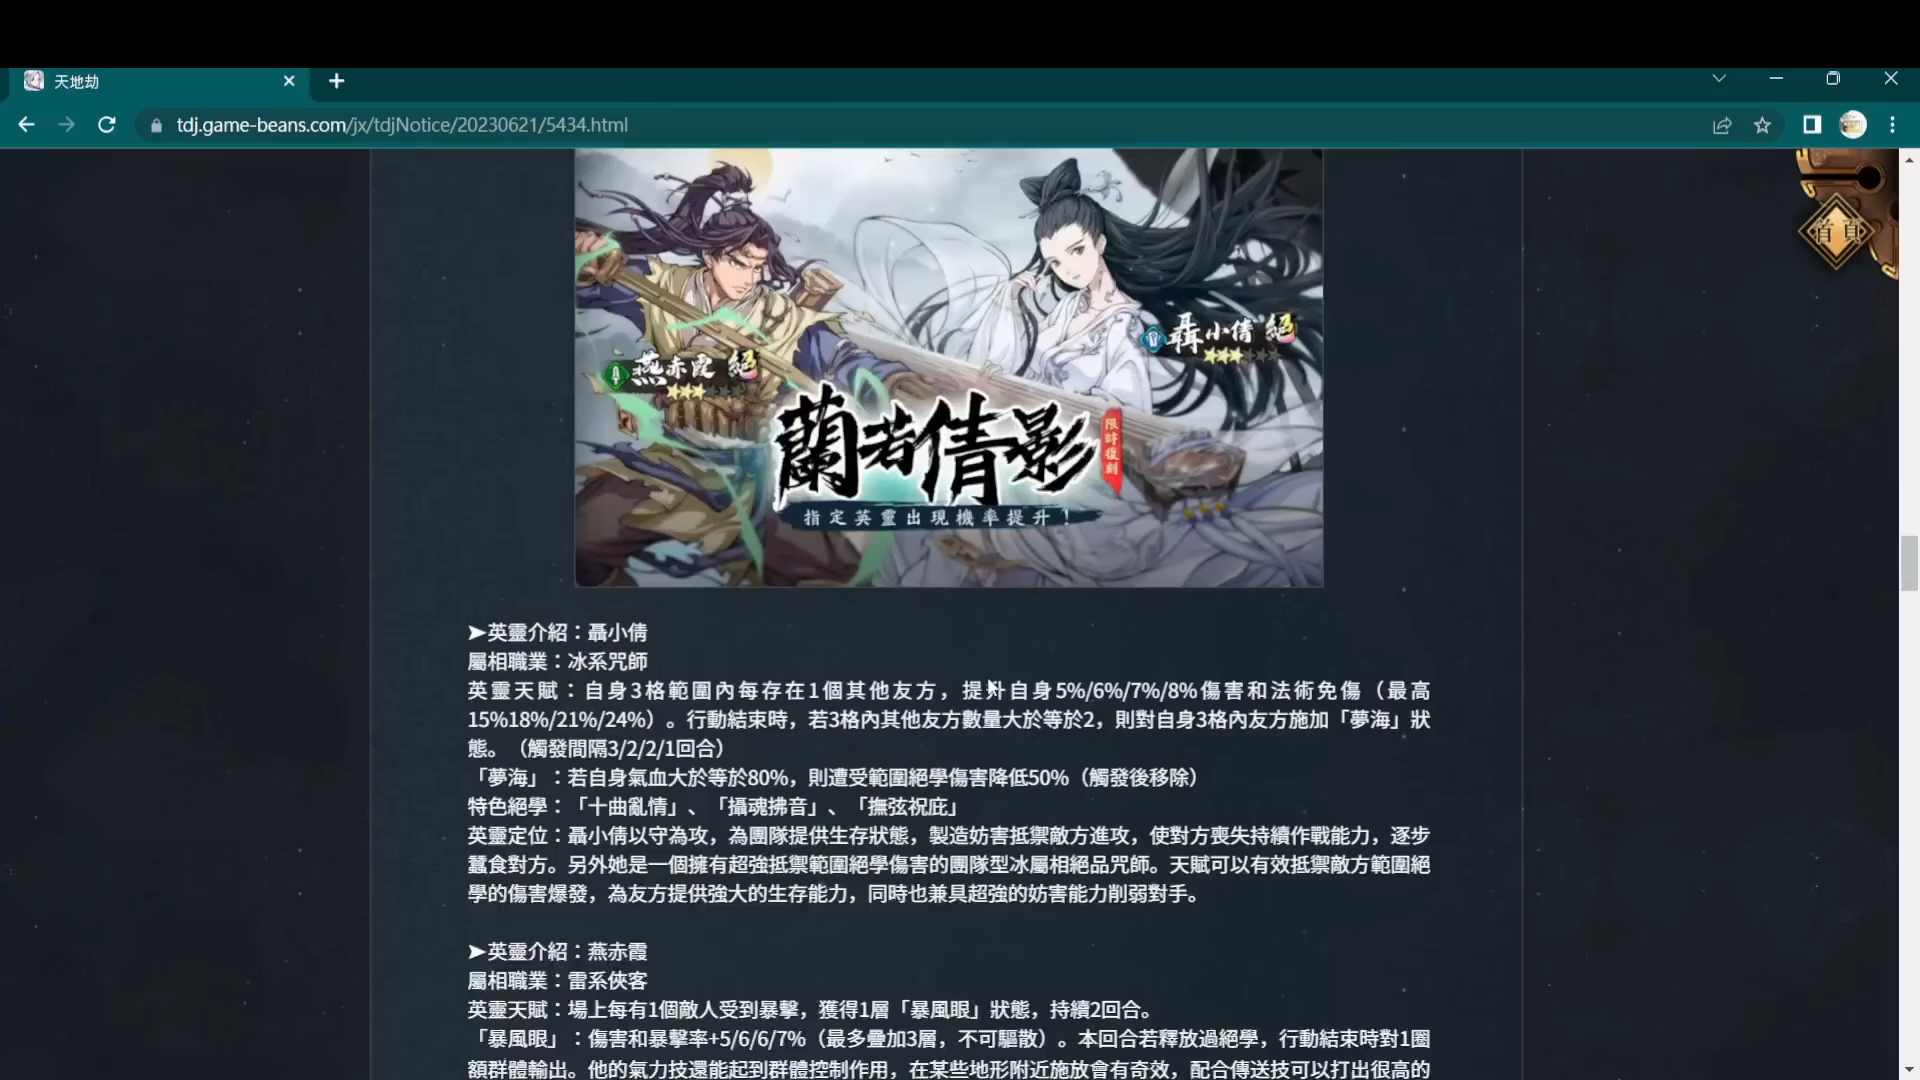 天地劫
tdj.game-beans.com/jx/tdjNotice/20230621/5434.html
首頁
聶小倩 絕
燕赤霞 絕
蘭若倩影
限時復刻
指定英靈出現機率提升！
➤英靈介紹：聶小倩
屬相職業：冰系咒師
英靈天賦：自身3格範圍內每存在1個其他友方，提升自身5%/6%/7%/8%傷害和法術免傷（最高
15%18%/21%/24%）。行動結束時，若3格內其他友方數量大於等於2，則對自身3格內友方施加「夢海」狀
態。（觸發間隔3/2/2/1回合）
「夢海」：若自身氣血大於等於80%，則遭受範圍絕學傷害降低50%（觸發後移除）
特色絕學：「十曲亂情」、「攝魂拂音」、「撫弦祝庇」
英靈定位：聶小倩以守為攻，為團隊提供生存狀態，製造妨害抵禦敵方進攻，使對方喪失持續作戰能力，逐步
蠶食對方。另外她是一個擁有超強抵禦範圍絕學傷害的團隊型冰屬相絕品咒師。天賦可以有效抵禦敵方範圍絕
學的傷害爆發，為友方提供強大的生存能力，同時也兼具超強的妨害能力削弱對手。
➤英靈介紹：燕赤霞
屬相職業：雷系俠客
英靈天賦：場上每有1個敵人受到暴擊，獲得1層「暴風眼」狀態，持續2回合。
「暴風眼」：傷害和暴擊率+5/6/6/7%（最多疊加3層，不可驅散）。本回合若釋放過絕學，行動結束時對1圈
額群體輸出。他的氣力技還能起到群體控制作用，在某些地形附近施放會有奇效，配合傳送技可以打出很高的